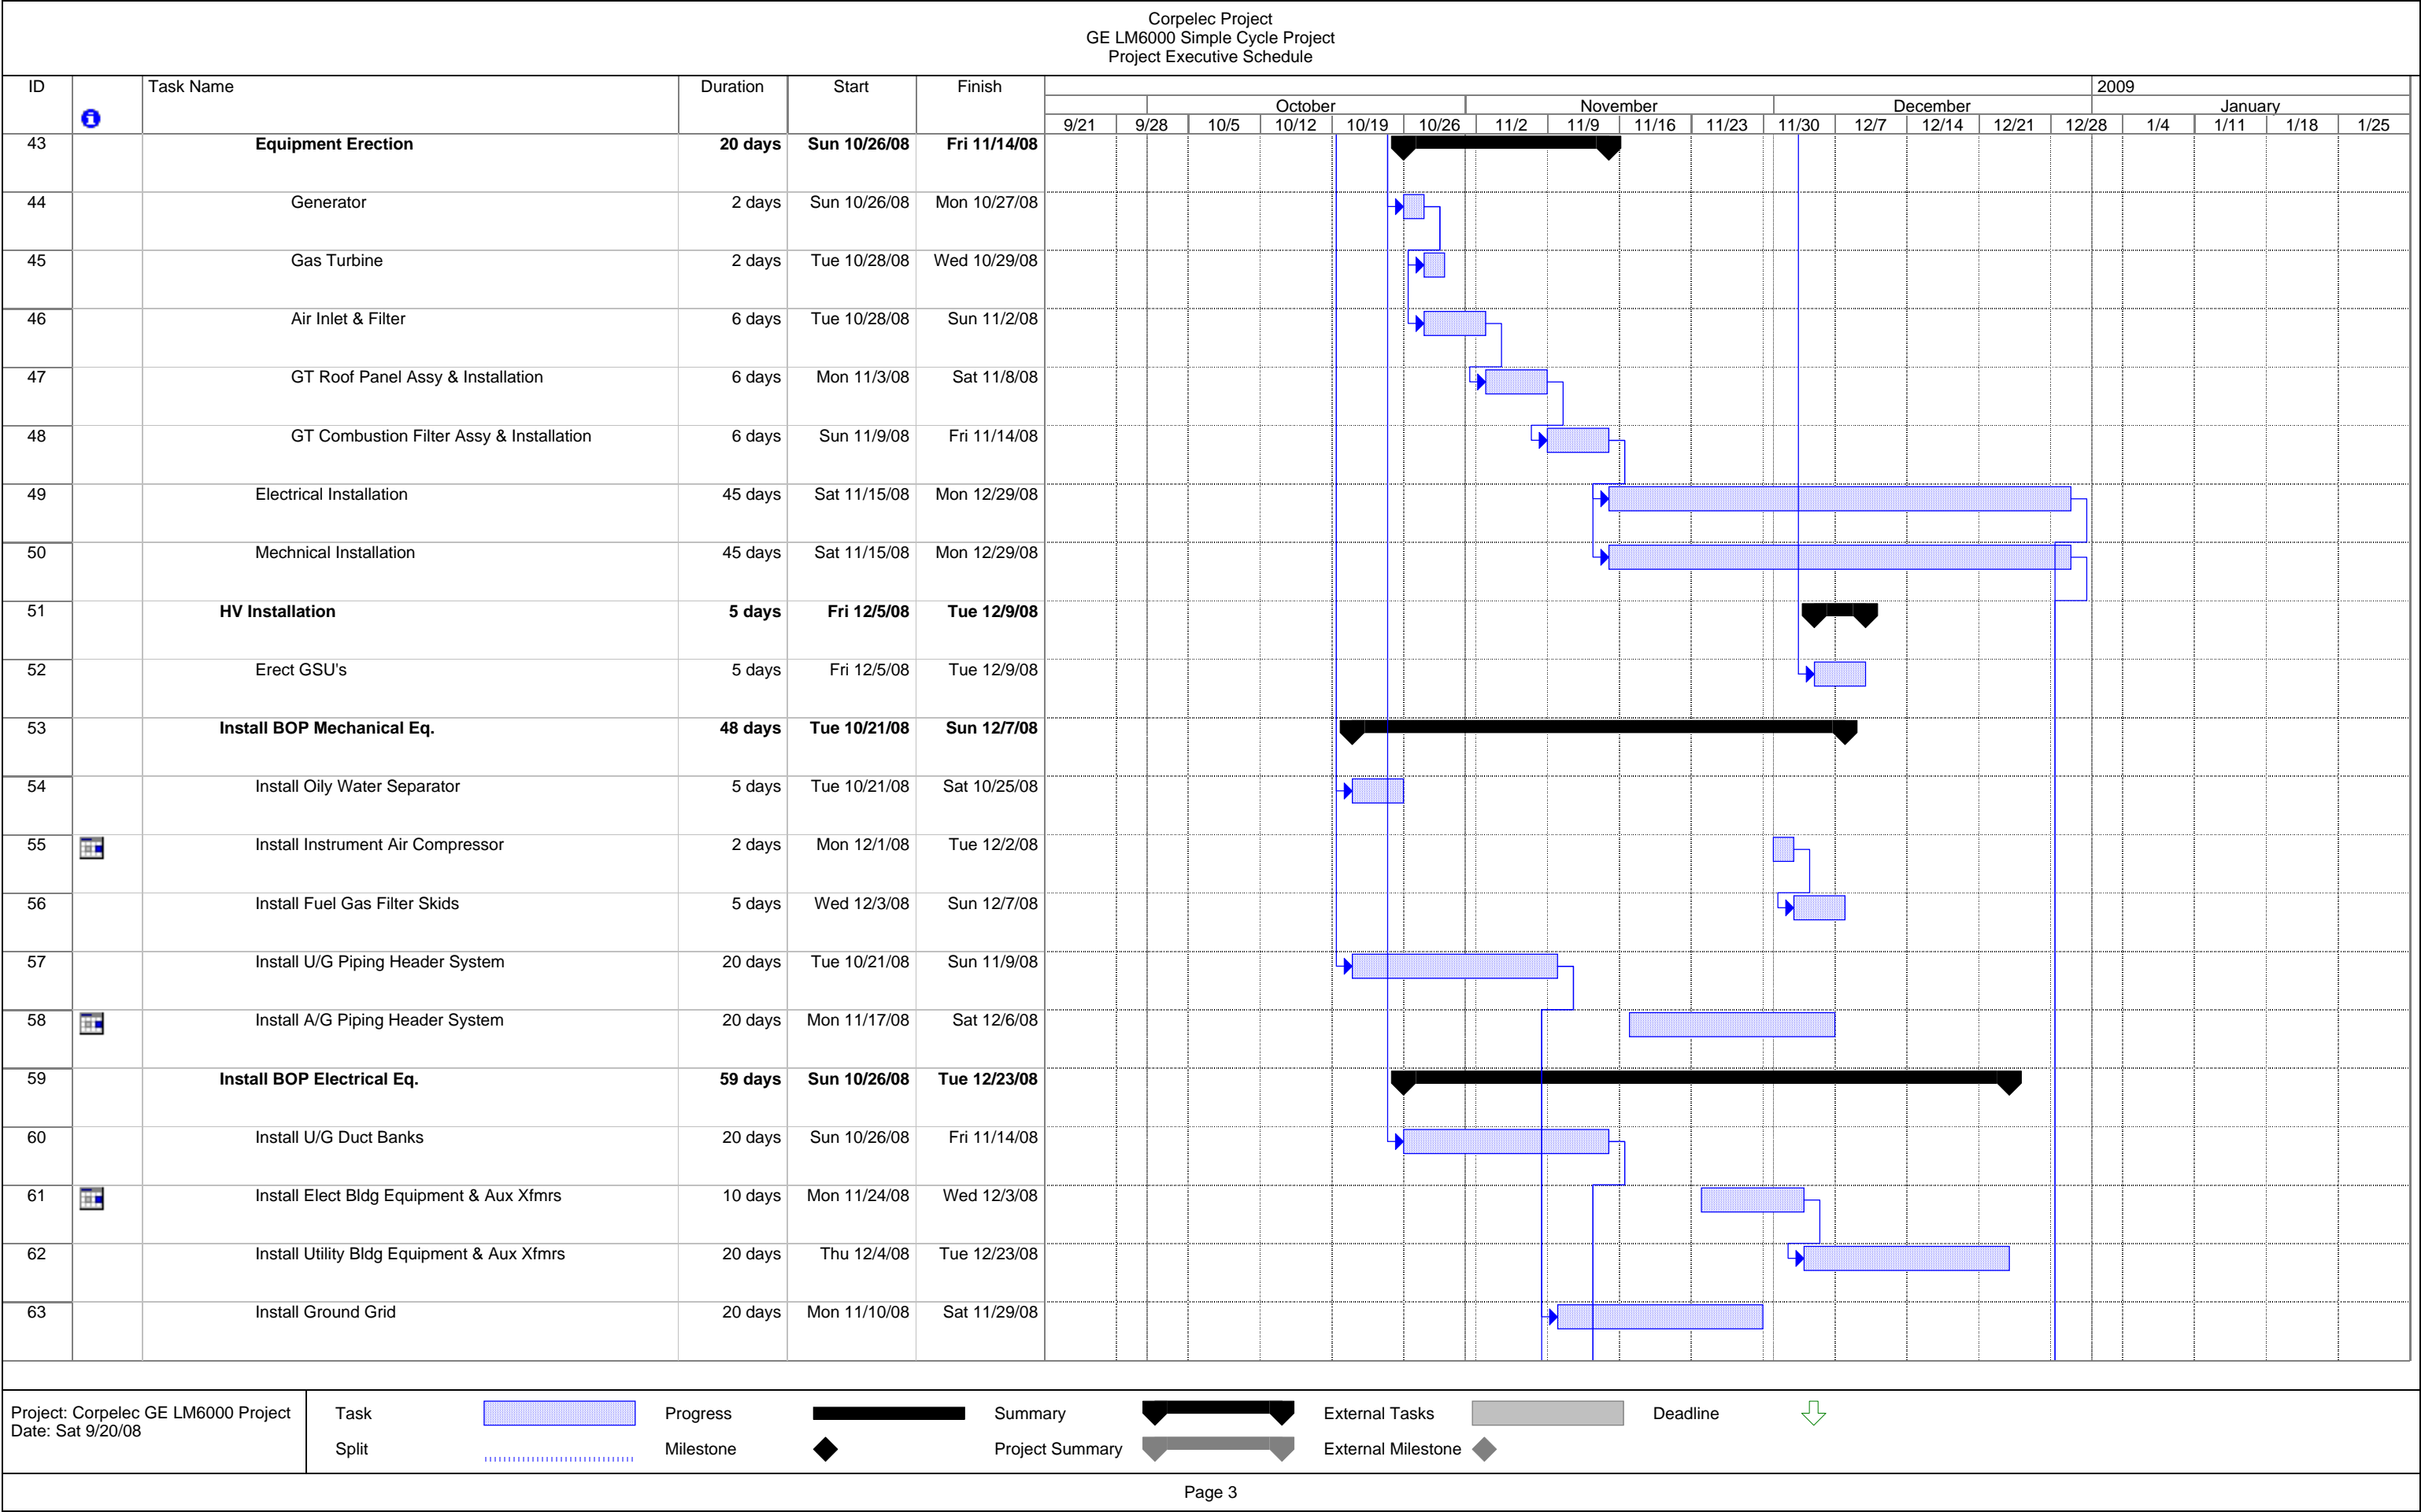 Corpelec Project
GE LM6000 Simple Cycle Project
Project Executive Schedule
ID Task Name Duration Start Finish 2009
October November December January
9/21 9/28 10/5 10/12 10/19 10/26 11/2 11/9 11/16 11/23 11/30 12/7 12/14 12/21 12/28 1/4 1/11 1/18 1/25
43 Equipment Erection 20 days Sun 10/26/08 Fri 11/14/08
44 Generator 2 days Sun 10/26/08 Mon 10/27/08
45 Gas Turbine 2 days Tue 10/28/08 Wed 10/29/08
46 Air Inlet & Filter 6 days Tue 10/28/08 Sun 11/2/08
47 GT Roof Panel Assy & Installation 6 days Mon 11/3/08 Sat 11/8/08
48 GT Combustion Filter Assy & Installation 6 days Sun 11/9/08 Fri 11/14/08
49 Electrical Installation 45 days Sat 11/15/08 Mon 12/29/08
50 Mechnical Installation 45 days Sat 11/15/08 Mon 12/29/08
51 HV Installation 5 days Fri 12/5/08 Tue 12/9/08
52 Erect GSU's 5 days Fri 12/5/08 Tue 12/9/08
53 Install BOP Mechanical Eq. 48 days Tue 10/21/08 Sun 12/7/08
54 Install Oily Water Separator 5 days Tue 10/21/08 Sat 10/25/08
55 Install Instrument Air Compressor 2 days Mon 12/1/08 Tue 12/2/08
56 Install Fuel Gas Filter Skids 5 days Wed 12/3/08 Sun 12/7/08
57 Install U/G Piping Header System 20 days Tue 10/21/08 Sun 11/9/08
58 Install A/G Piping Header System 20 days Mon 11/17/08 Sat 12/6/08
59 Install BOP Electrical Eq. 59 days Sun 10/26/08 Tue 12/23/08
60 Install U/G Duct Banks 20 days Sun 10/26/08 Fri 11/14/08
61 Install Elect Bldg Equipment & Aux Xfmrs 10 days Mon 11/24/08 Wed 12/3/08
62 Install Utility Bldg Equipment & Aux Xfmrs 20 days Thu 12/4/08 Tue 12/23/08
63 Install Ground Grid 20 days Mon 11/10/08 Sat 11/29/08
Project: Corpelec GE LM6000 Project
Date: Sat 9/20/08
Task Progress Summary External Tasks Deadline
Split Milestone Project Summary External Milestone
Page 3